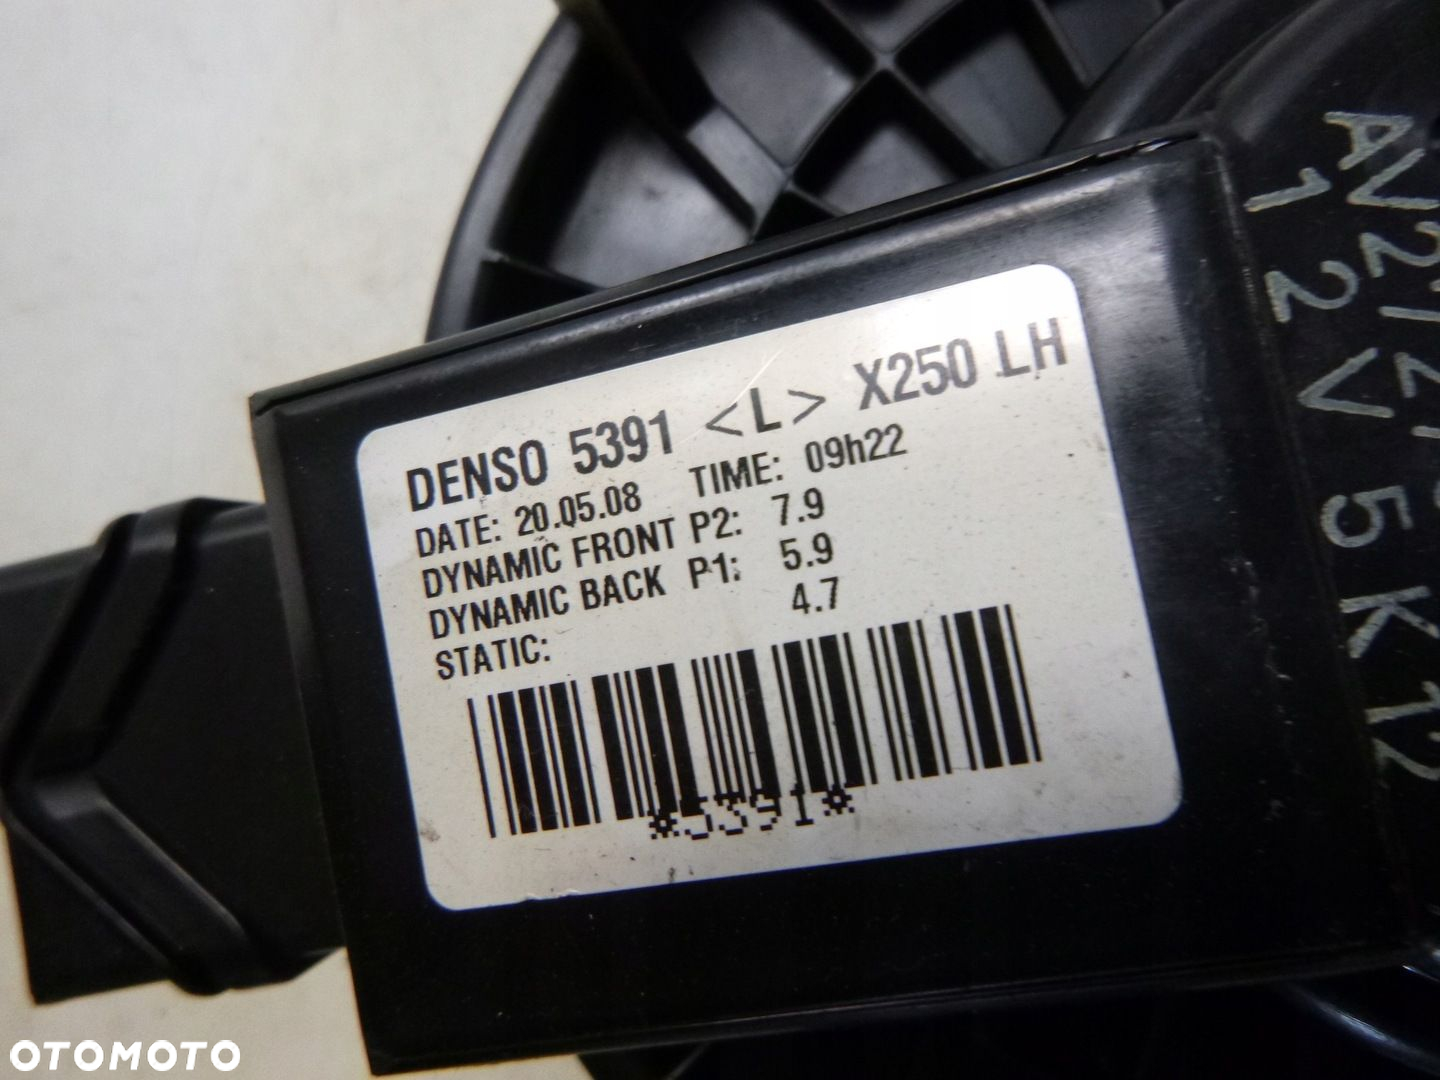 DENSO 5391 <L> X250 LH
DATE: 20.05.08 TIME: 09h22
DYNAMIC FRONT P2: 7.9
DYNAMIC BACK P1: 5.9
STATIC: 4.7
*5391*
12V 5K12
OTOMOTO